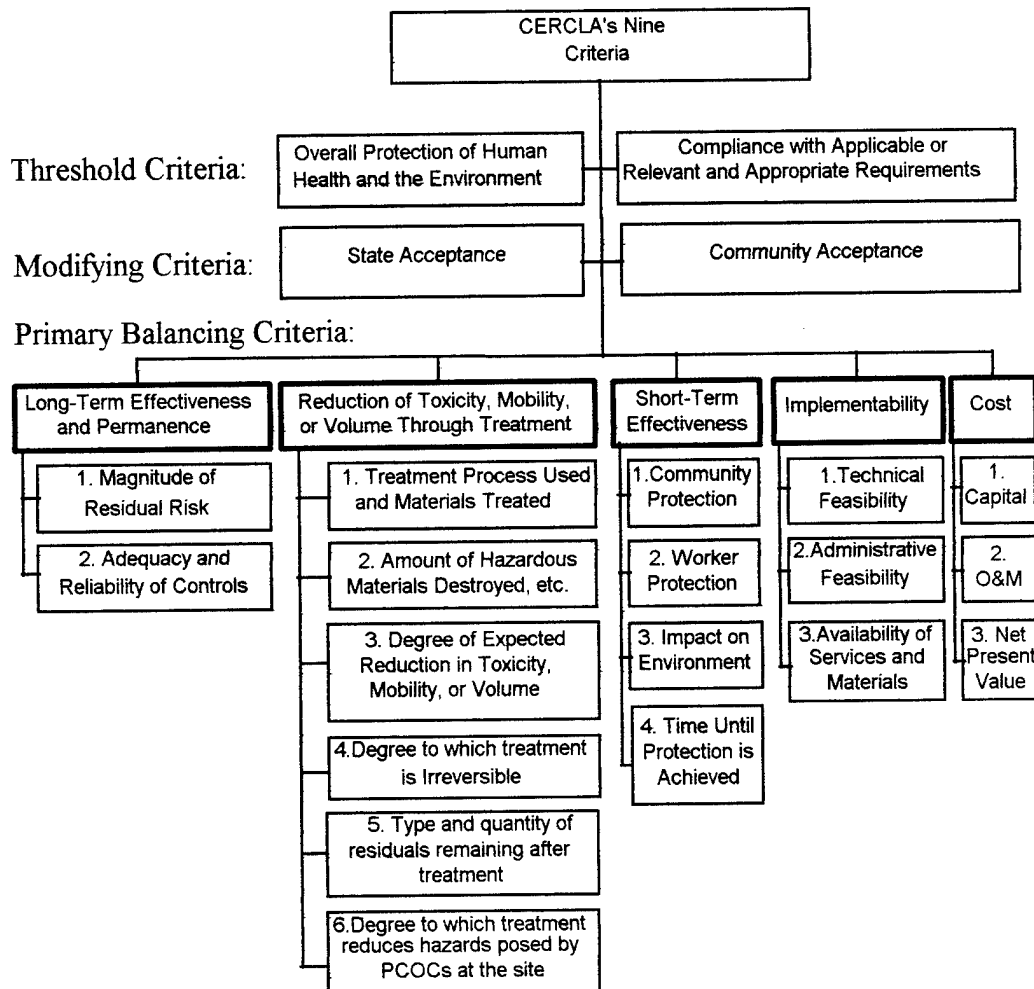 CERCLA's Nine
Criteria
Threshold Criteria:
Overall Protection of Human
Health and the Environment
Compliance with Applicable or
Relevant and Appropriate Requirements
Modifying Criteria:
State Acceptance
Community Acceptance
Primary Balancing Criteria:
Long-Term Effectiveness
and Permanence
1. Magnitude of
Residual Risk
2. Adequacy and
Reliability of Controls
Reduction of Toxicity, Mobility,
or Volume Through Treatment
1. Treatment Process Used
and Materials Treated
2. Amount of Hazardous
Materials Destroyed, etc.
3. Degree of Expected
Reduction in Toxicity,
Mobility, or Volume
4.Degree to which treatment
is Irreversible
5. Type and quantity of
residuals remaining after
treatment
6.Degree to which treatment
reduces hazards posed by
PCOCs at the site
Short-Term
Effectiveness
1.Community
Protection
2. Worker
Protection
3. Impact on
Environment
4. Time Until
Protection is
Achieved
Implementability
1.Technical
Feasibility
2.Administrative
Feasibility
3.Availability of
Services and
Materials
Cost
1.
Capital
2.
O&M
3. Net
Present
Value